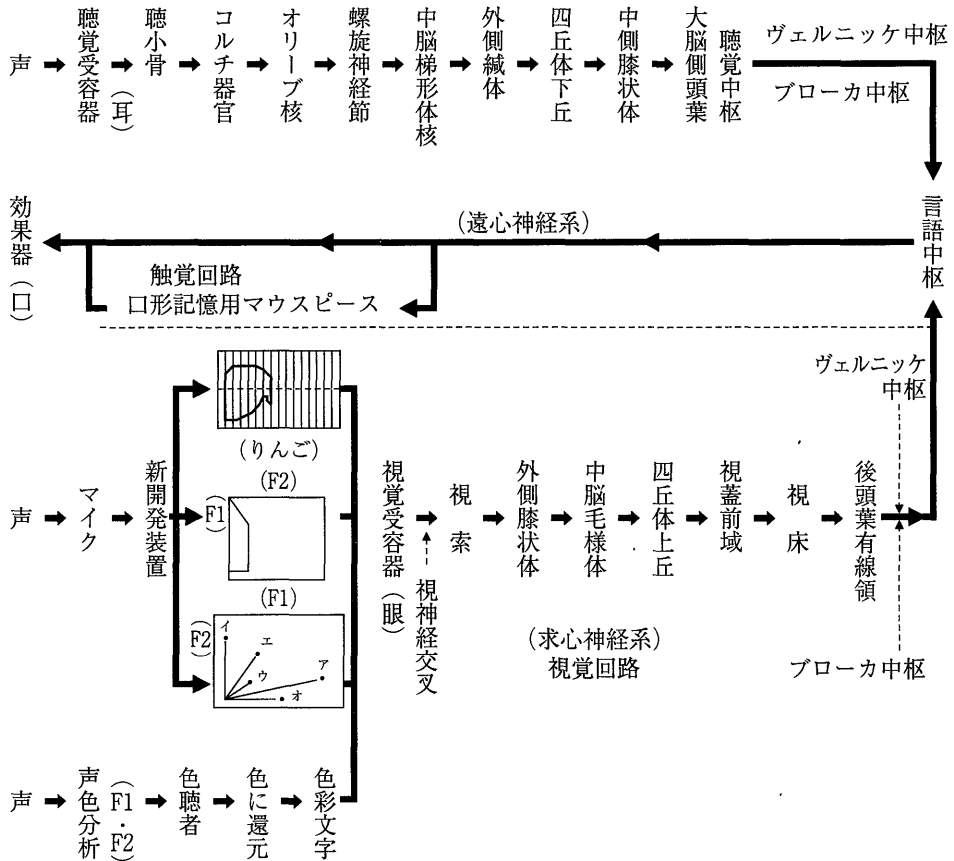 声
聴覚受容器（耳）
聴小骨
コルチ器官
オリーブ核
螺旋神経節
中脳梯形体核
外側緘体
四丘体下丘
中側膝状体
大脳側頭葉
聴覚中枢
ヴェルニッケ中枢
ブローカ中枢
言語中枢
（遠心神経系）
効果器（口）
触覚回路
口形記憶用マウスピース
声
マイク
新開発装置
（りんご）
（F2）
（F1）
（F1）
（F2）
イ
エ
ウ
ア
オ
視覚受容器（眼）
視神経交叉
視索
外側膝状体
中脳毛様体
四丘体上丘
視蓋前域
視床
後頭葉有線領
ヴェルニッケ
中枢
ブローカ中枢
（求心神経系）
視覚回路
声
声色分析
（F1・F2）
色聴者
色に還元
色彩文字